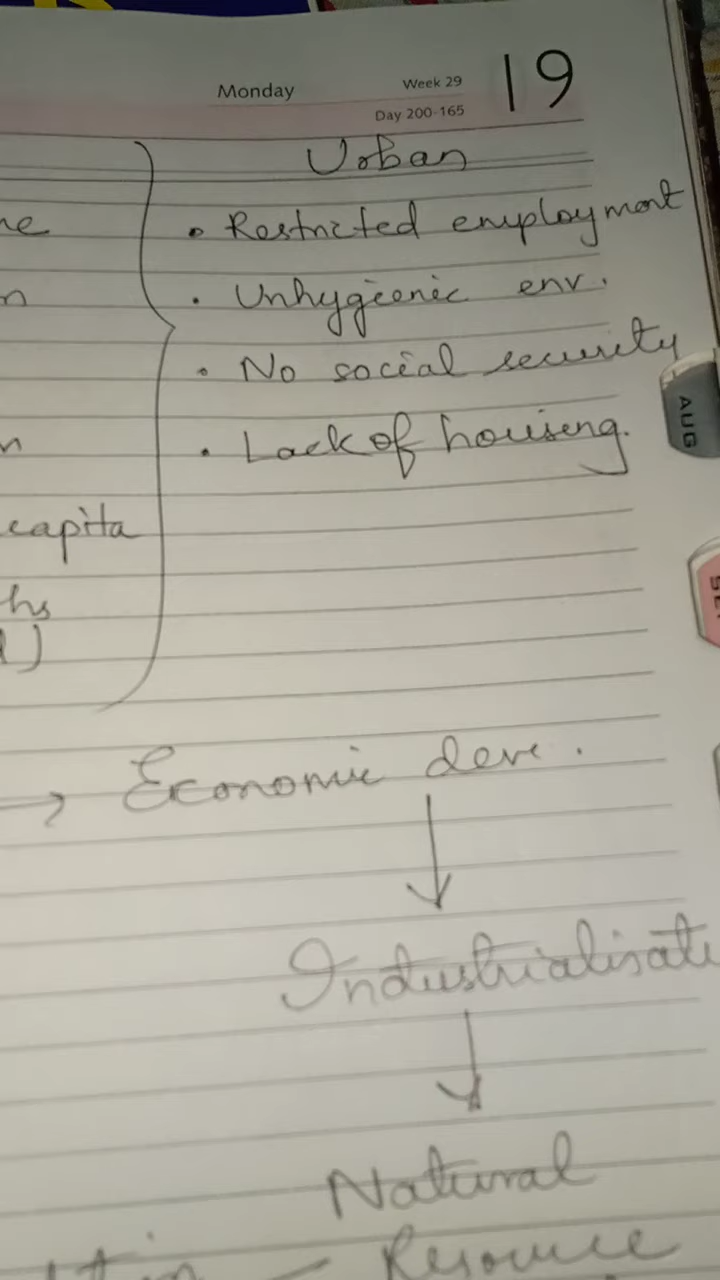 Monday
Week 29
19
Day 200-165
Urban
• Restricted employment
• Unhygienic env.
• No social security
• Lack of housing.
capita
AUG
→ Economic deve.
↓
Industrialisati
↓
Natural
Resource